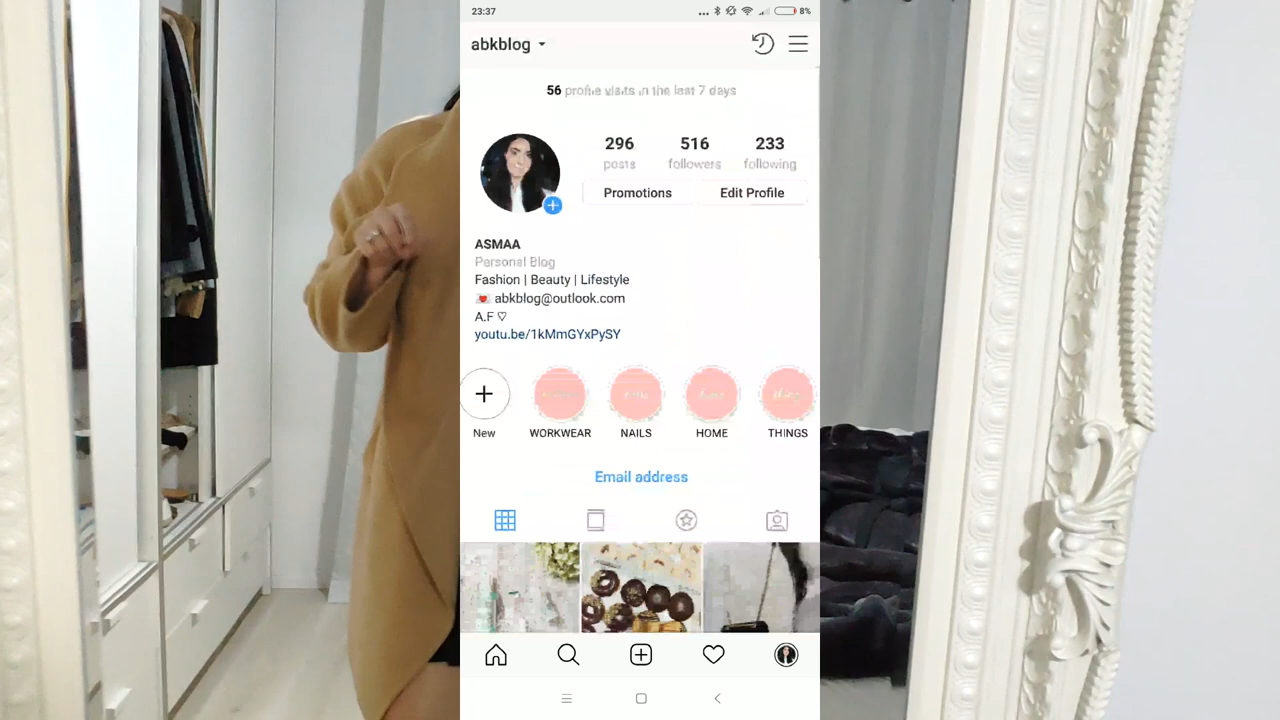 23:37
8%
abkblog
56 profile visits in the last 7 days
296 516 233
posts followers following
Promotions Edit Profile
ASMAA
Personal Blog
Fashion | Beauty | Lifestyle
💌 abkblog@outlook.com
A.F ♡
youtu.be/1kMmGYxPySY
New WORKWEAR NAILS HOME THINGS
Email address